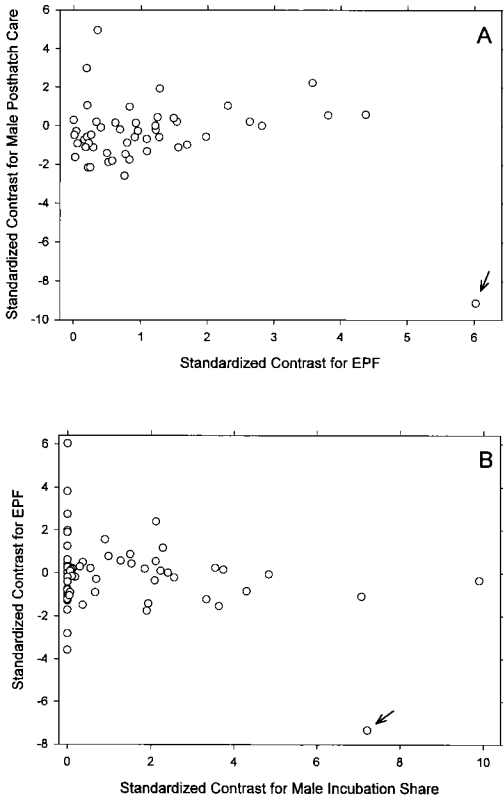 A
6
4
2
0
-2
-4
-6
-8
-10
Standardized Contrast for Male Posthatch Care
0 1 2 3 4 5 6
Standardized Contrast for EPF
B
6
4
2
0
-2
-4
-6
-8
Standardized Contrast for EPF
0 2 4 6 8 10
Standardized Contrast for Male Incubation Share